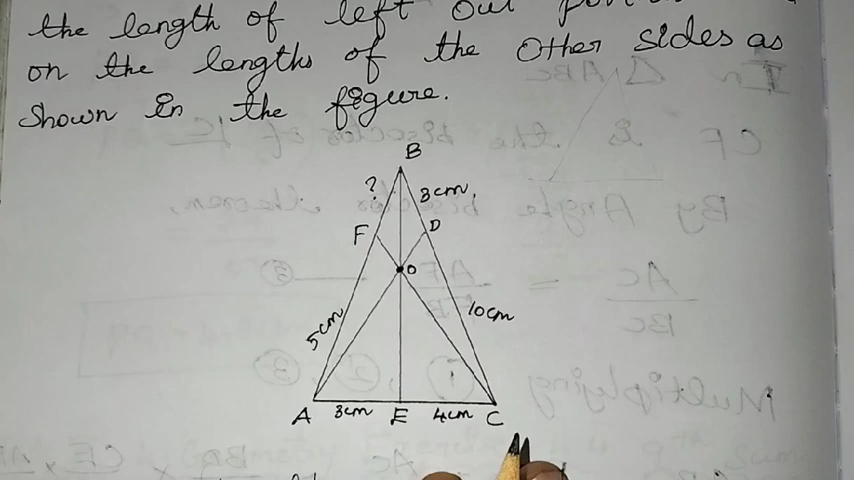 the length of left out
on the lengths of the other sides as
shown in the figure.
B
?
3cm,
F
D
O
5cm
10cm
A
3cm
E
4cm
C